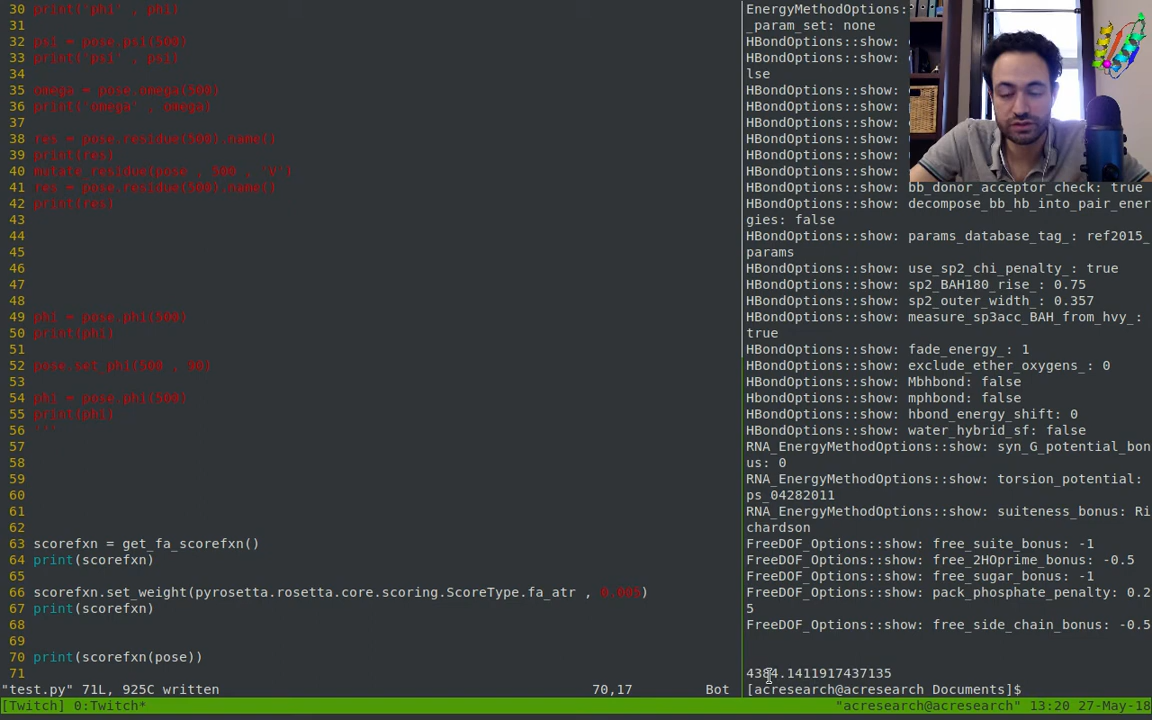 30 print('phi' , phi)
31
32 psi = pose.psi(500)
33 print('psi' , psi)
34
35 omega = pose.omega(500)
36 print('omega' , omega)
37
38 res = pose.residue(500).name()
39 print(res)
40 mutate_residue(pose , 500 , 'V')
41 res = pose.residue(500).name()
42 print(res)
43
44
45
46
47
48
49 phi = pose.phi(500)
50 print(phi)
51
52 pose.set_phi(500 , 90)
53
54 phi = pose.phi(500)
55 print(phi)
56 '''
57
58
59
60
61
62
63 scorefxn = get_fa_scorefxn()
64 print(scorefxn)
65
66 scorefxn.set_weight(pyrosetta.rosetta.core.scoring.ScoreType.fa_atr , 0.005)
67 print(scorefxn)
68
69
70 print(scorefxn(pose))
71
"test.py" 71L, 925C written 70,17 Bot
EnergyMethodOptions:
_param_set: none
HBondOptions::show:
HBondOptions::show:
lse
HBondOptions::show:
HBondOptions::show:
HBondOptions::show:
HBondOptions::show:
HBondOptions::show:
HBondOptions::show:
HBondOptions::show: bb_donor_acceptor_check: true
HBondOptions::show: decompose_bb_hb_into_pair_ener
gies: false
HBondOptions::show: params_database_tag_: ref2015_
params
HBondOptions::show: use_sp2_chi_penalty_: true
HBondOptions::show: sp2_BAH180_rise_: 0.75
HBondOptions::show: sp2_outer_width_: 0.357
HBondOptions::show: measure_sp3acc_BAH_from_hvy_:
true
HBondOptions::show: fade_energy_: 1
HBondOptions::show: exclude_ether_oxygens_: 0
HBondOptions::show: Mbhbond: false
HBondOptions::show: mphbond: false
HBondOptions::show: hbond_energy_shift: 0
HBondOptions::show: water_hybrid_sf: false
RNA_EnergyMethodOptions::show: syn_G_potential_bon
us: 0
RNA_EnergyMethodOptions::show: torsion_potential:
ps_04282011
RNA_EnergyMethodOptions::show: suiteness_bonus: Ri
chardson
FreeDOF_Options::show: free_suite_bonus: -1
FreeDOF_Options::show: free_2HOprime_bonus: -0.5
FreeDOF_Options::show: free_sugar_bonus: -1
FreeDOF_Options::show: pack_phosphate_penalty: 0.2
5
FreeDOF_Options::show: free_side_chain_bonus: -0.5
4384.1411917437135
[acresearch@acresearch Documents]$
[Twitch] 0:Twitch* "acresearch@acresearch" 13:20 27-May-18